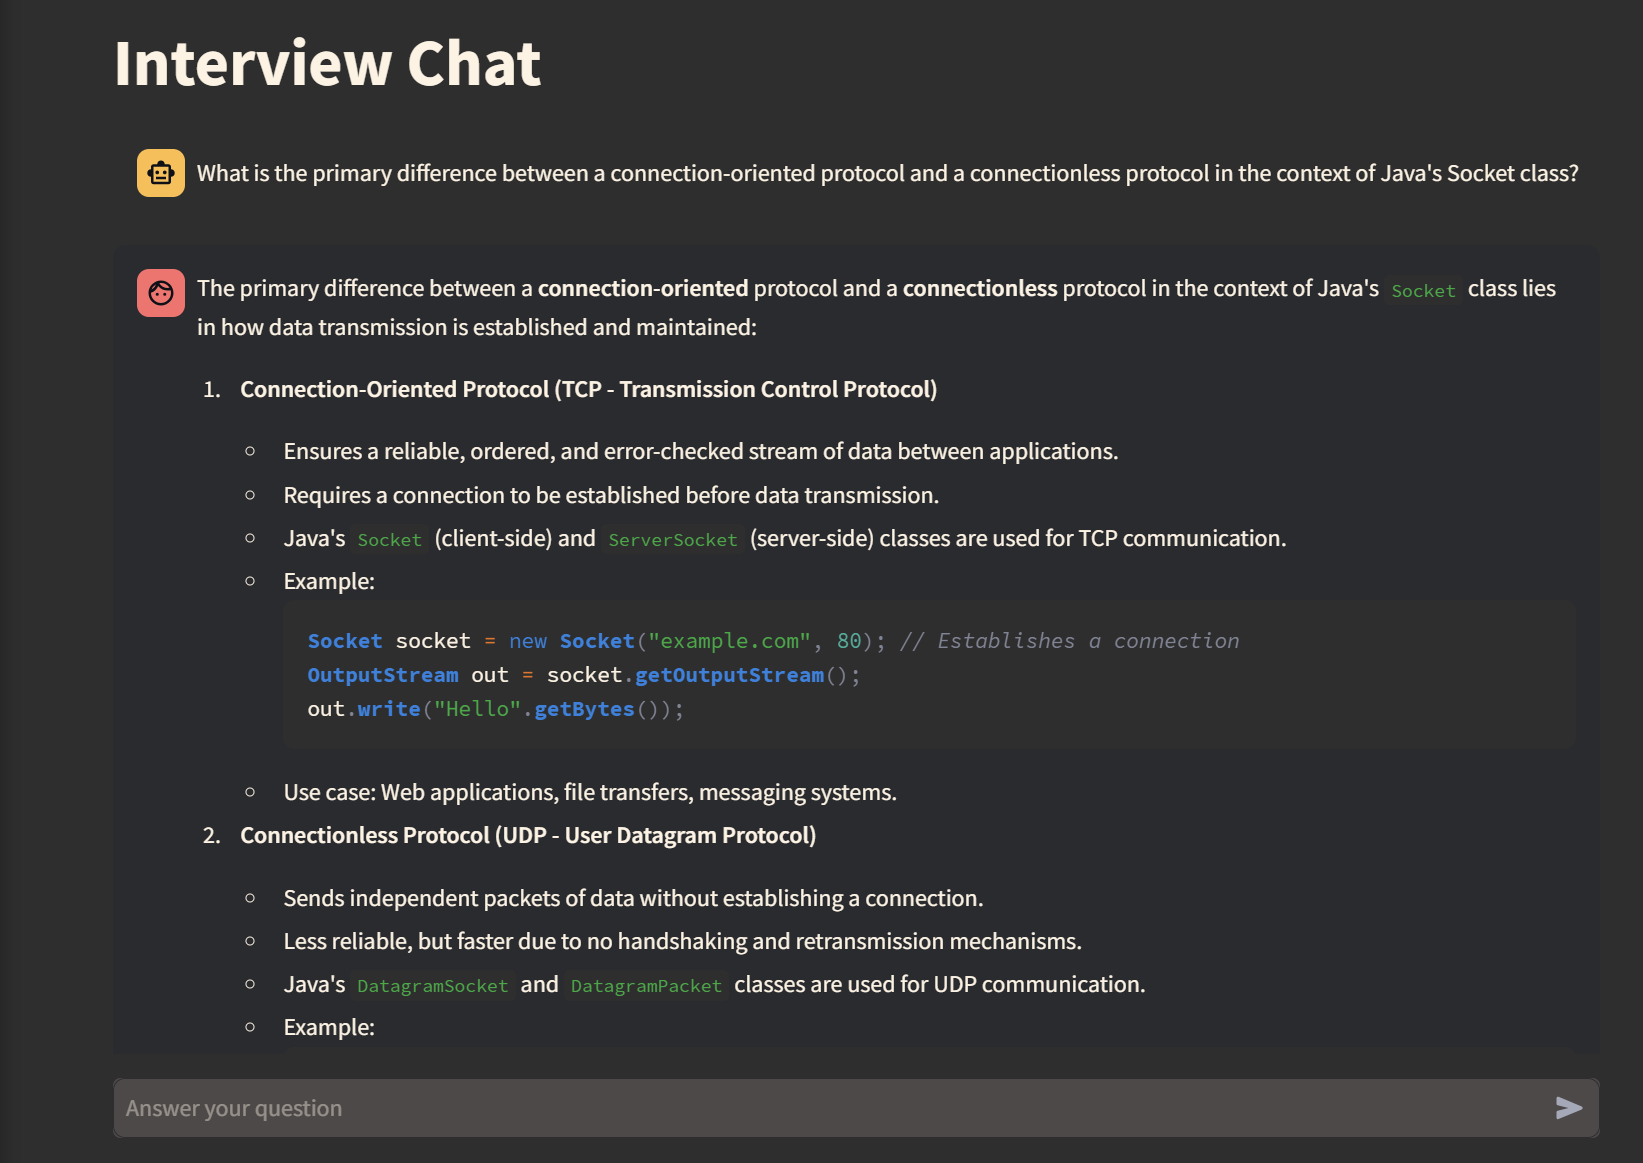 Interview Chat
What is the primary difference between a connection-oriented protocol and a connectionless protocol in the context of Java's Socket class?
The primary difference between a connection-oriented protocol and a connectionless protocol in the context of Java's Socket class lies
in how data transmission is established and maintained:
1. Connection-Oriented Protocol (TCP - Transmission Control Protocol)
Ensures a reliable, ordered, and error-checked stream of data between applications.
Requires a connection to be established before data transmission.
Java's Socket (client-side) and ServerSocket (server-side) classes are used for TCP communication.
Example:
Socket socket = new Socket("example.com", 80); // Establishes a connection
OutputStream out = socket.getOutputStream();
out.write("Hello".getBytes());
Use case: Web applications, file transfers, messaging systems.
2. Connectionless Protocol (UDP - User Datagram Protocol)
Sends independent packets of data without establishing a connection.
Less reliable, but faster due to no handshaking and retransmission mechanisms.
Java's DatagramSocket and DatagramPacket classes are used for UDP communication.
Example:
Answer your question